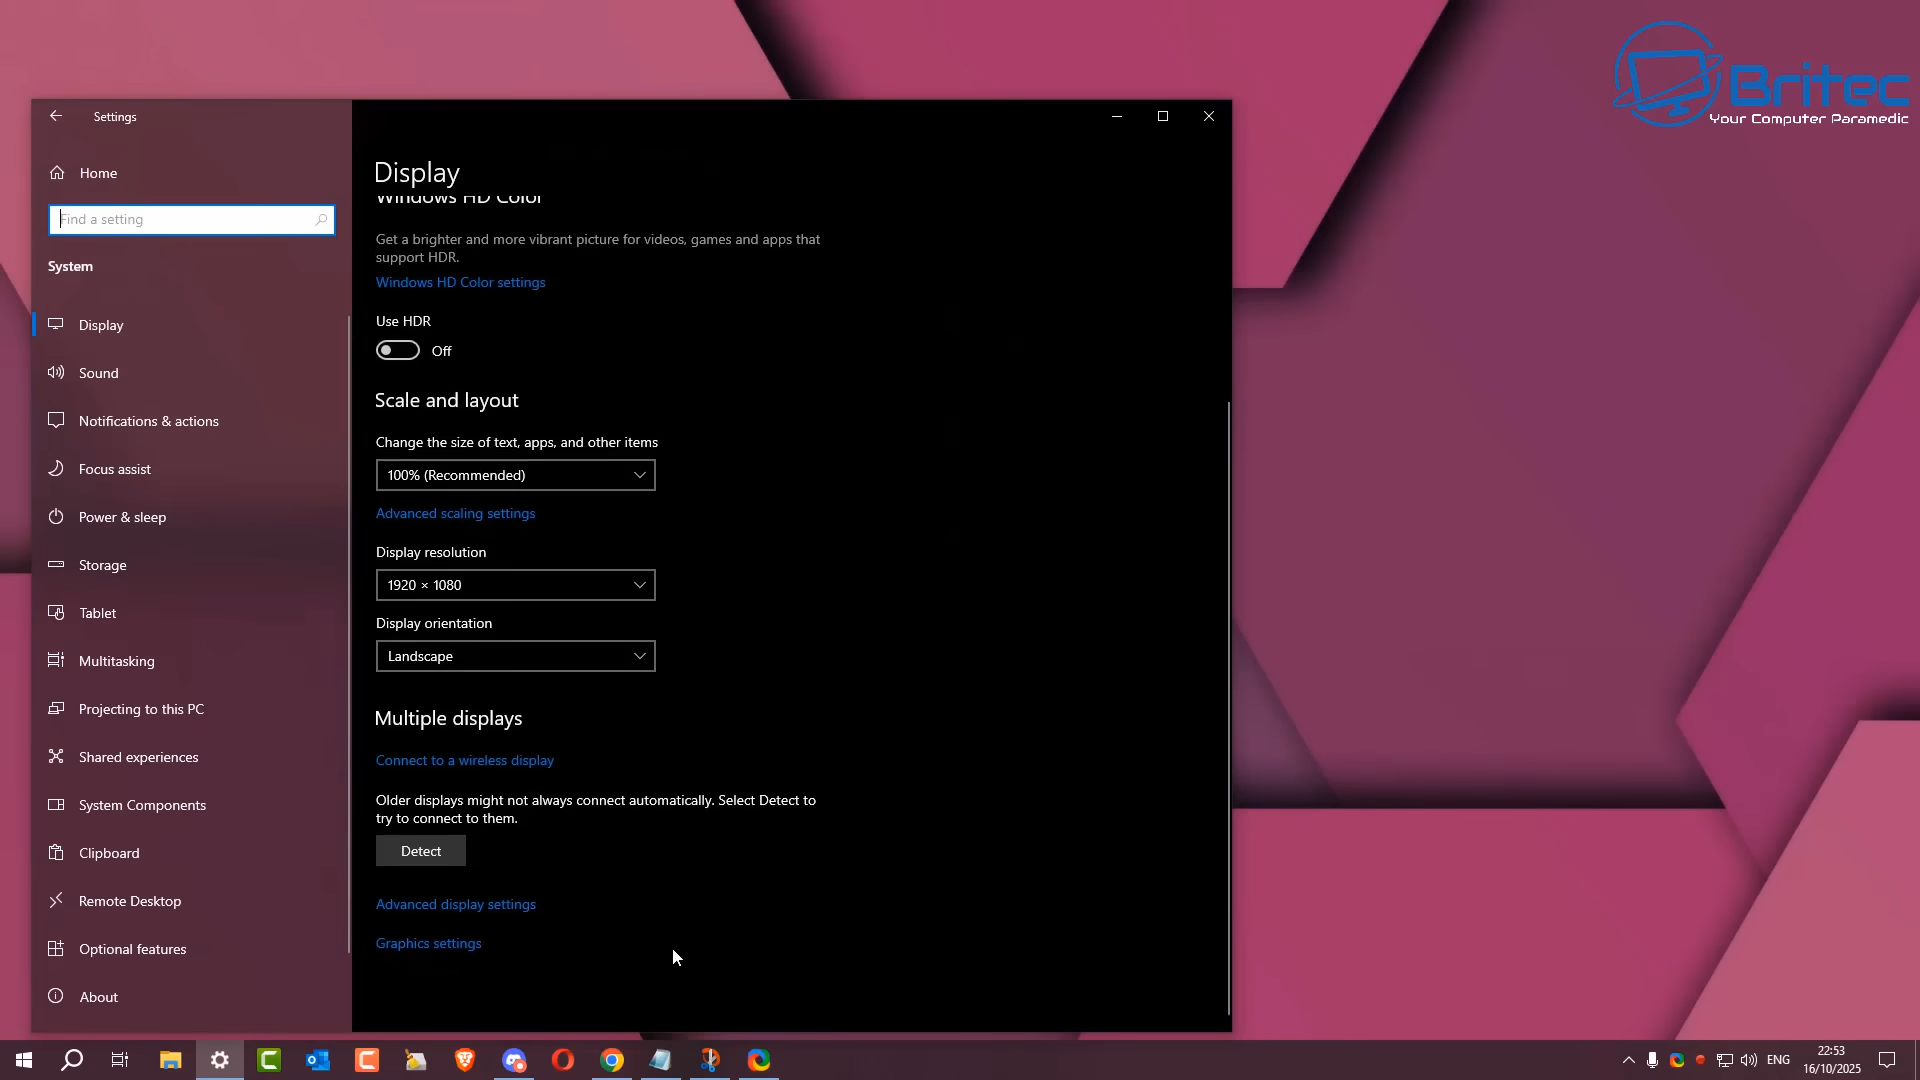 Britec
Your Computer Paramedic
Settings
Home
Find a setting
System
Display
Sound
Notifications & actions
Focus assist
Power & sleep
Storage
Tablet
Multitasking
Projecting to this PC
Shared experiences
System Components
Clipboard
Remote Desktop
Optional features
About
Display
Windows HD Color
Get a brighter and more vibrant picture for videos, games and apps that
support HDR.
Windows HD Color settings
Use HDR
Off
Scale and layout
Change the size of text, apps, and other items
100% (Recommended)
Advanced scaling settings
Display resolution
1920 × 1080
Display orientation
Landscape
Multiple displays
Connect to a wireless display
Older displays might not always connect automatically. Select Detect to
try to connect to them.
Detect
Advanced display settings
Graphics settings
ENG
22:53
16/10/2025